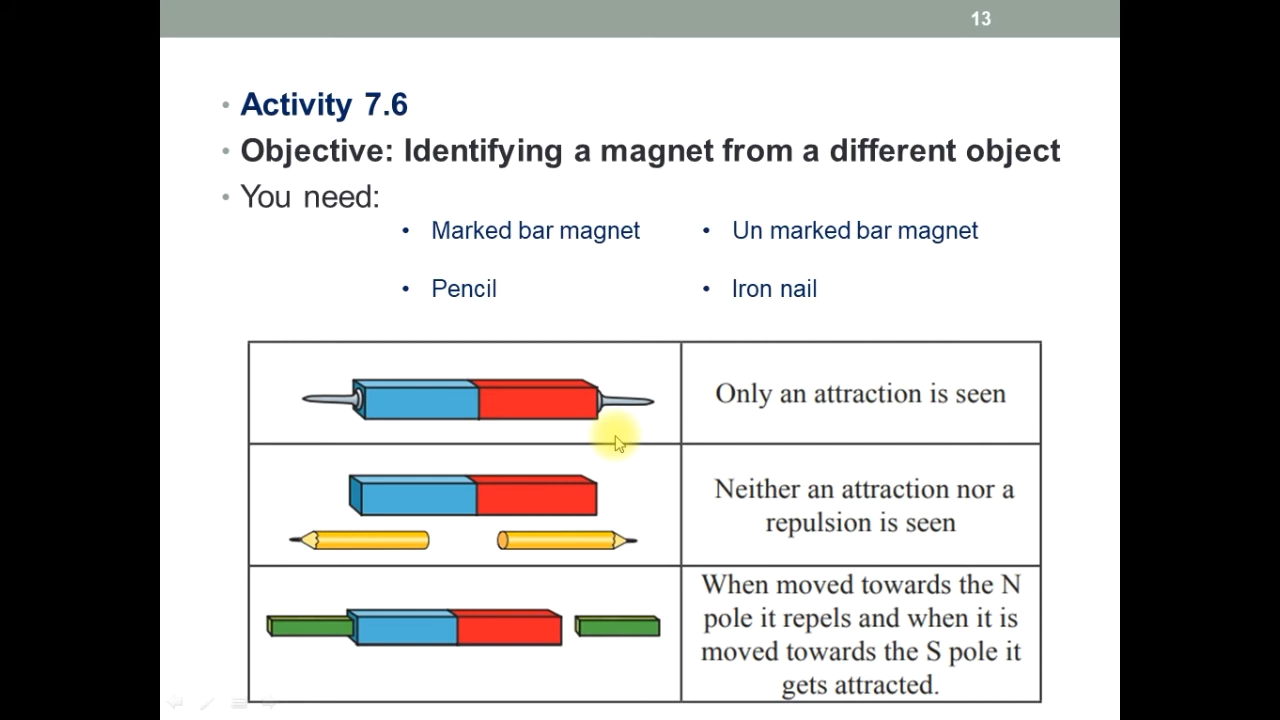 13
Activity 7.6
Objective: Identifying a magnet from a different object
You need:
Marked bar magnet
Un marked bar magnet
Pencil
Iron nail
Only an attraction is seen
Neither an attraction nor a
repulsion is seen
When moved towards the N
pole it repels and when it is
moved towards the S pole it
gets attracted.